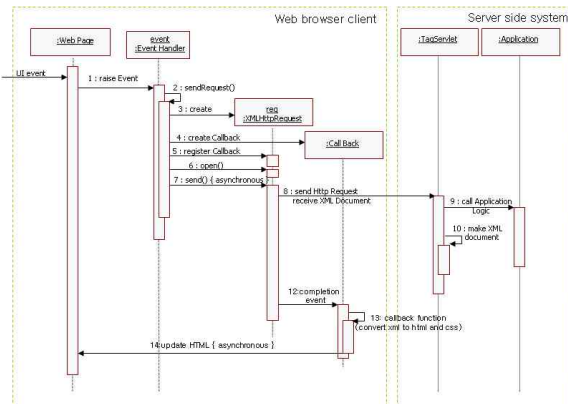 Web browser client
Server side system
:Web Page
event
:Event Handler
:TagServlet
:Application
UI event
1 : raise Event
2 : sendRequest()
3 : create
req
:XMLHttpRequest
4 : create Callback
:Call Back
5 : register Callback
6 : open()
7 : send() { asynchronous }
8 : send Http Request
receive XML Document
9 : call Application
Logic
10 : make XML
document
12:completion
event
13: callback function
(convert xml to html and css)
14:update HTML { asynchronous }